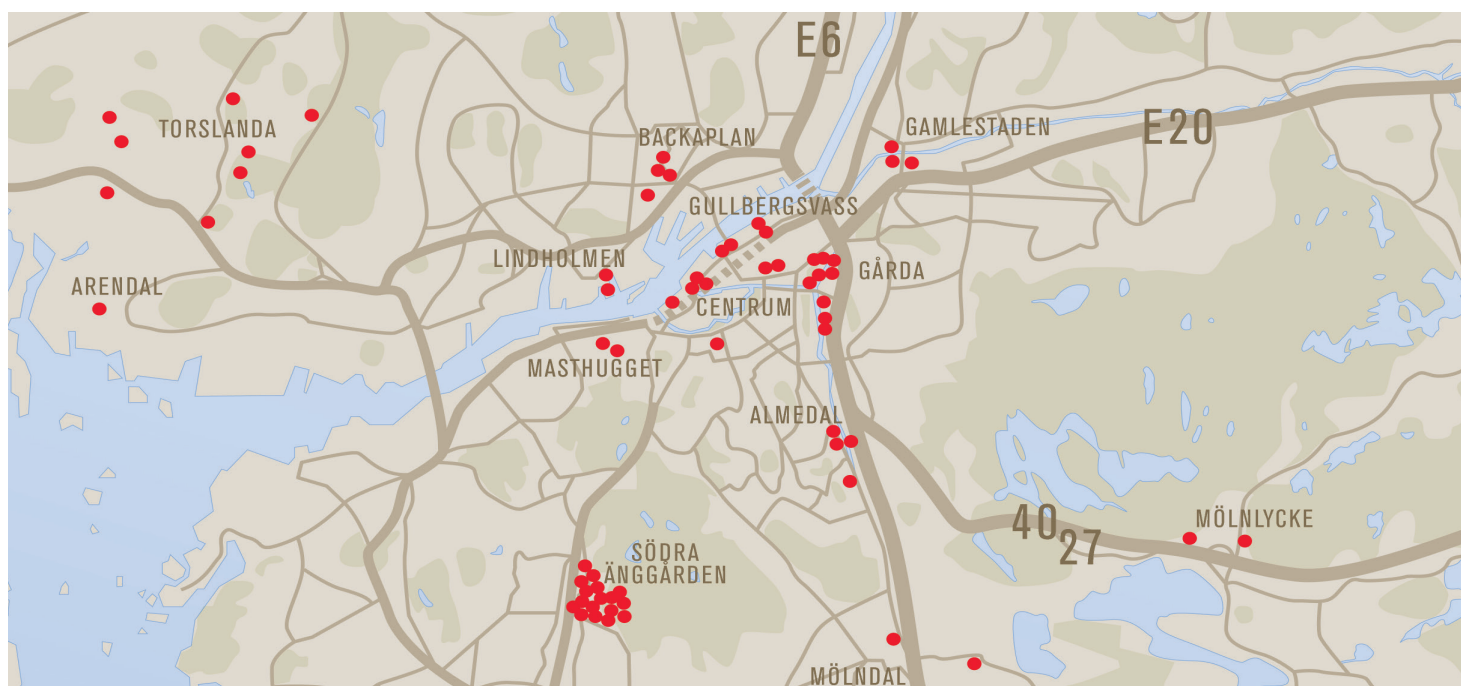 E6
E20
TORSLANDA
BACKAPLAN
GAMLESTADEN
GULLBERGSVASS
LINDHOLMEN
GÅRDA
ARENDAL
CENTRUM
MASTHUGGET
ALMEDAL
40
27
MÖLNLYCKE
SÖDRA
ÄNGGÅRDEN
MÖLNDAL